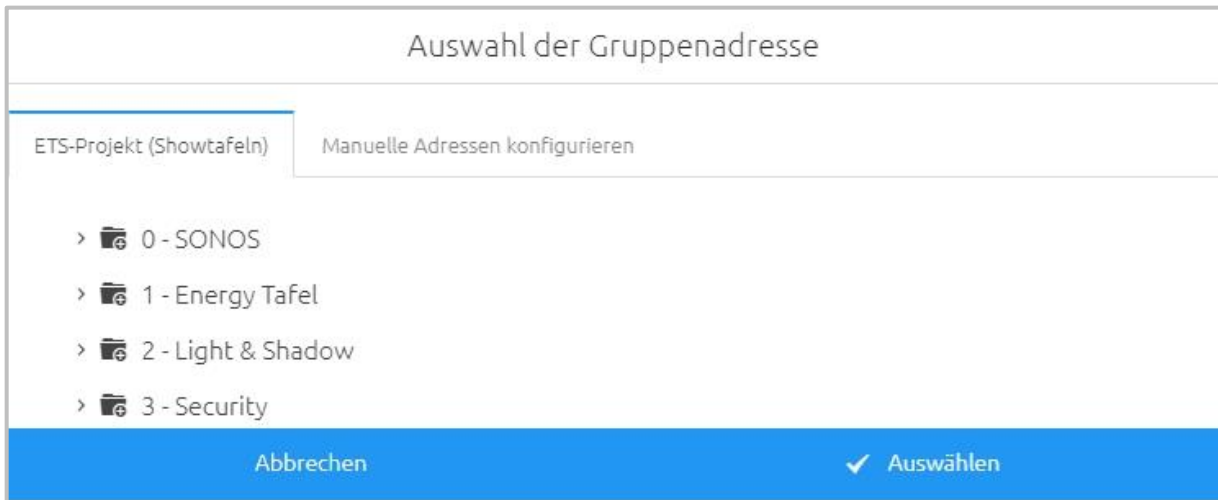 Auswahl der Gruppenadresse
ETS-Projekt (Showtafeln) Manuelle Adressen konfigurieren
0 - SONOS
1 - Energy Tafel
2 - Light & Shadow
3 - Security
Abbrechen Auswählen